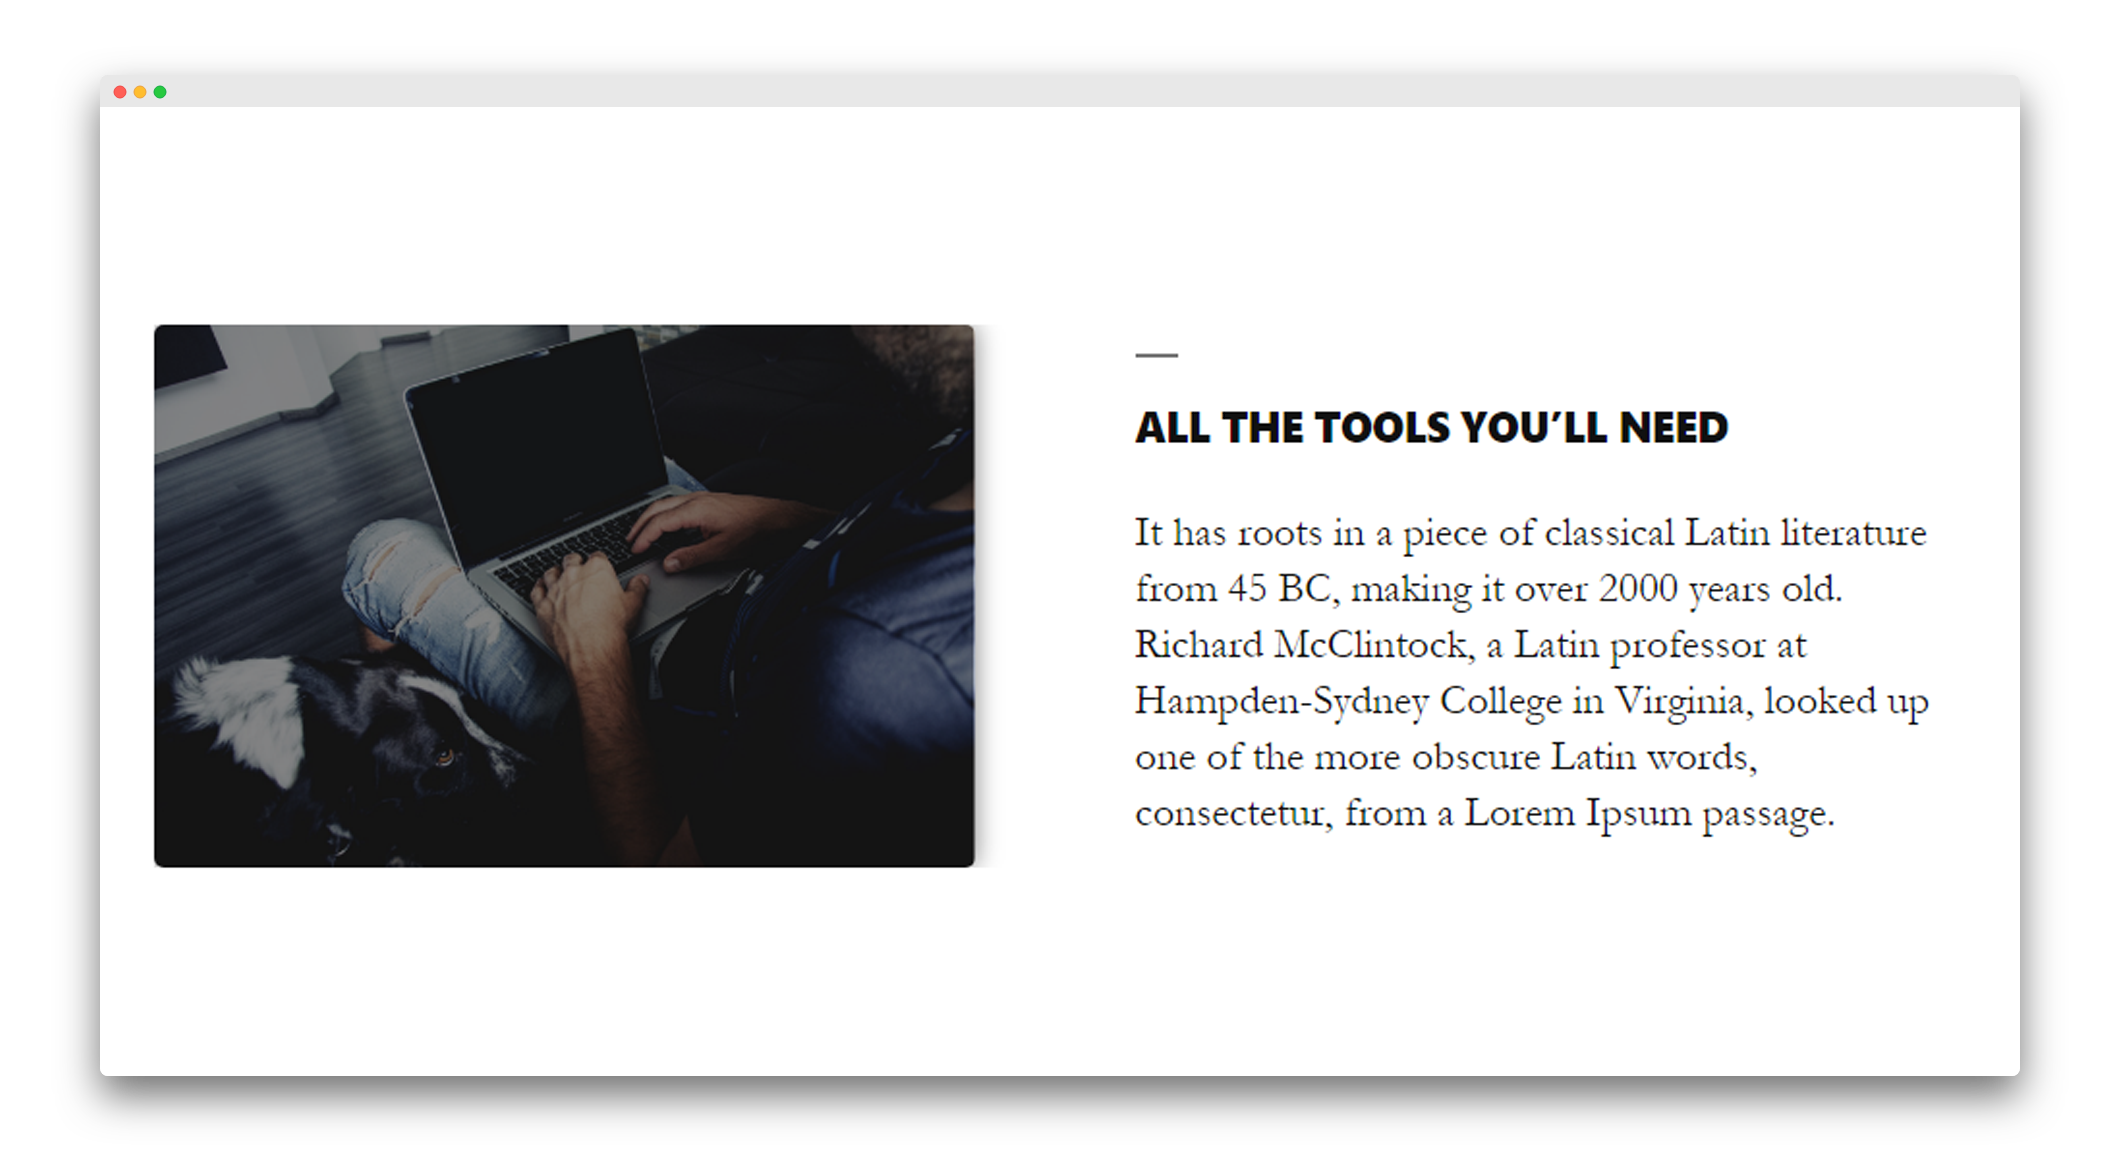 ALL THE TOOLS YOU’LL NEED
It has roots in a piece of classical Latin literature
from 45 BC, making it over 2000 years old.
Richard McClintock, a Latin professor at
Hampden-Sydney College in Virginia, looked up
one of the more obscure Latin words,
consectetur, from a Lorem Ipsum passage.